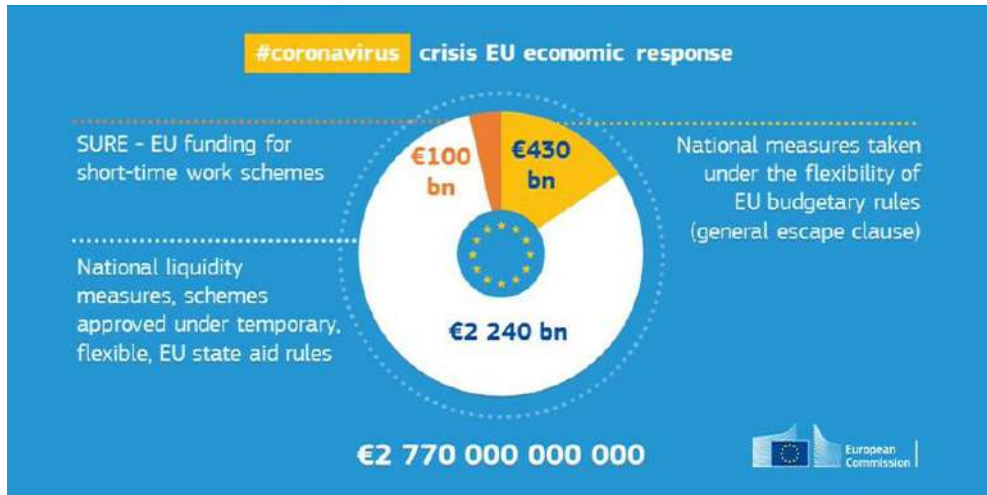 #coronavirus crisis EU economic response
SURE - EU funding for
short-time work schemes
€100
bn
€430
bn
National measures taken
under the flexibility of
EU budgetary rules
(general escape clause)
National liquidity
measures, schemes
approved under temporary,
flexible, EU state aid rules
€2 240 bn
€2 770 000 000 000
European
Commission